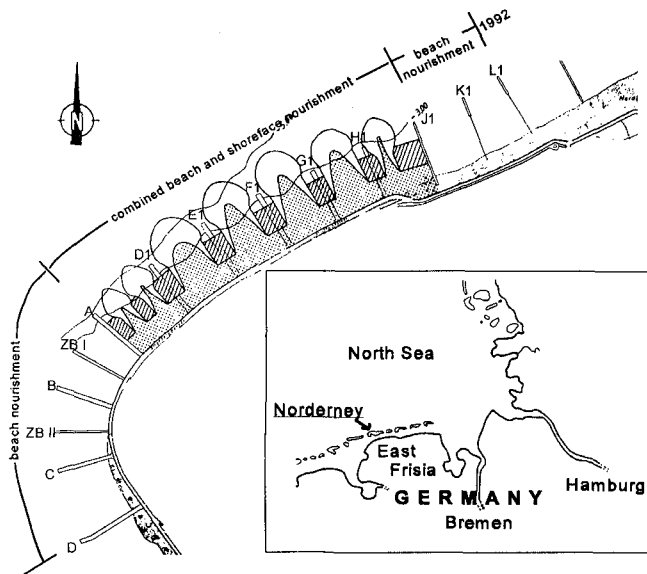 1992
beach
nourishment
combined beach and shoreface nourishment
beach nourishment
-3,00
L1
K1
J1
H1
G1
F1
E1
D1
A
ZB I
B
ZB II
C
D
North Sea
Norderney
East
Frisia
GERMANY
Hamburg
Bremen